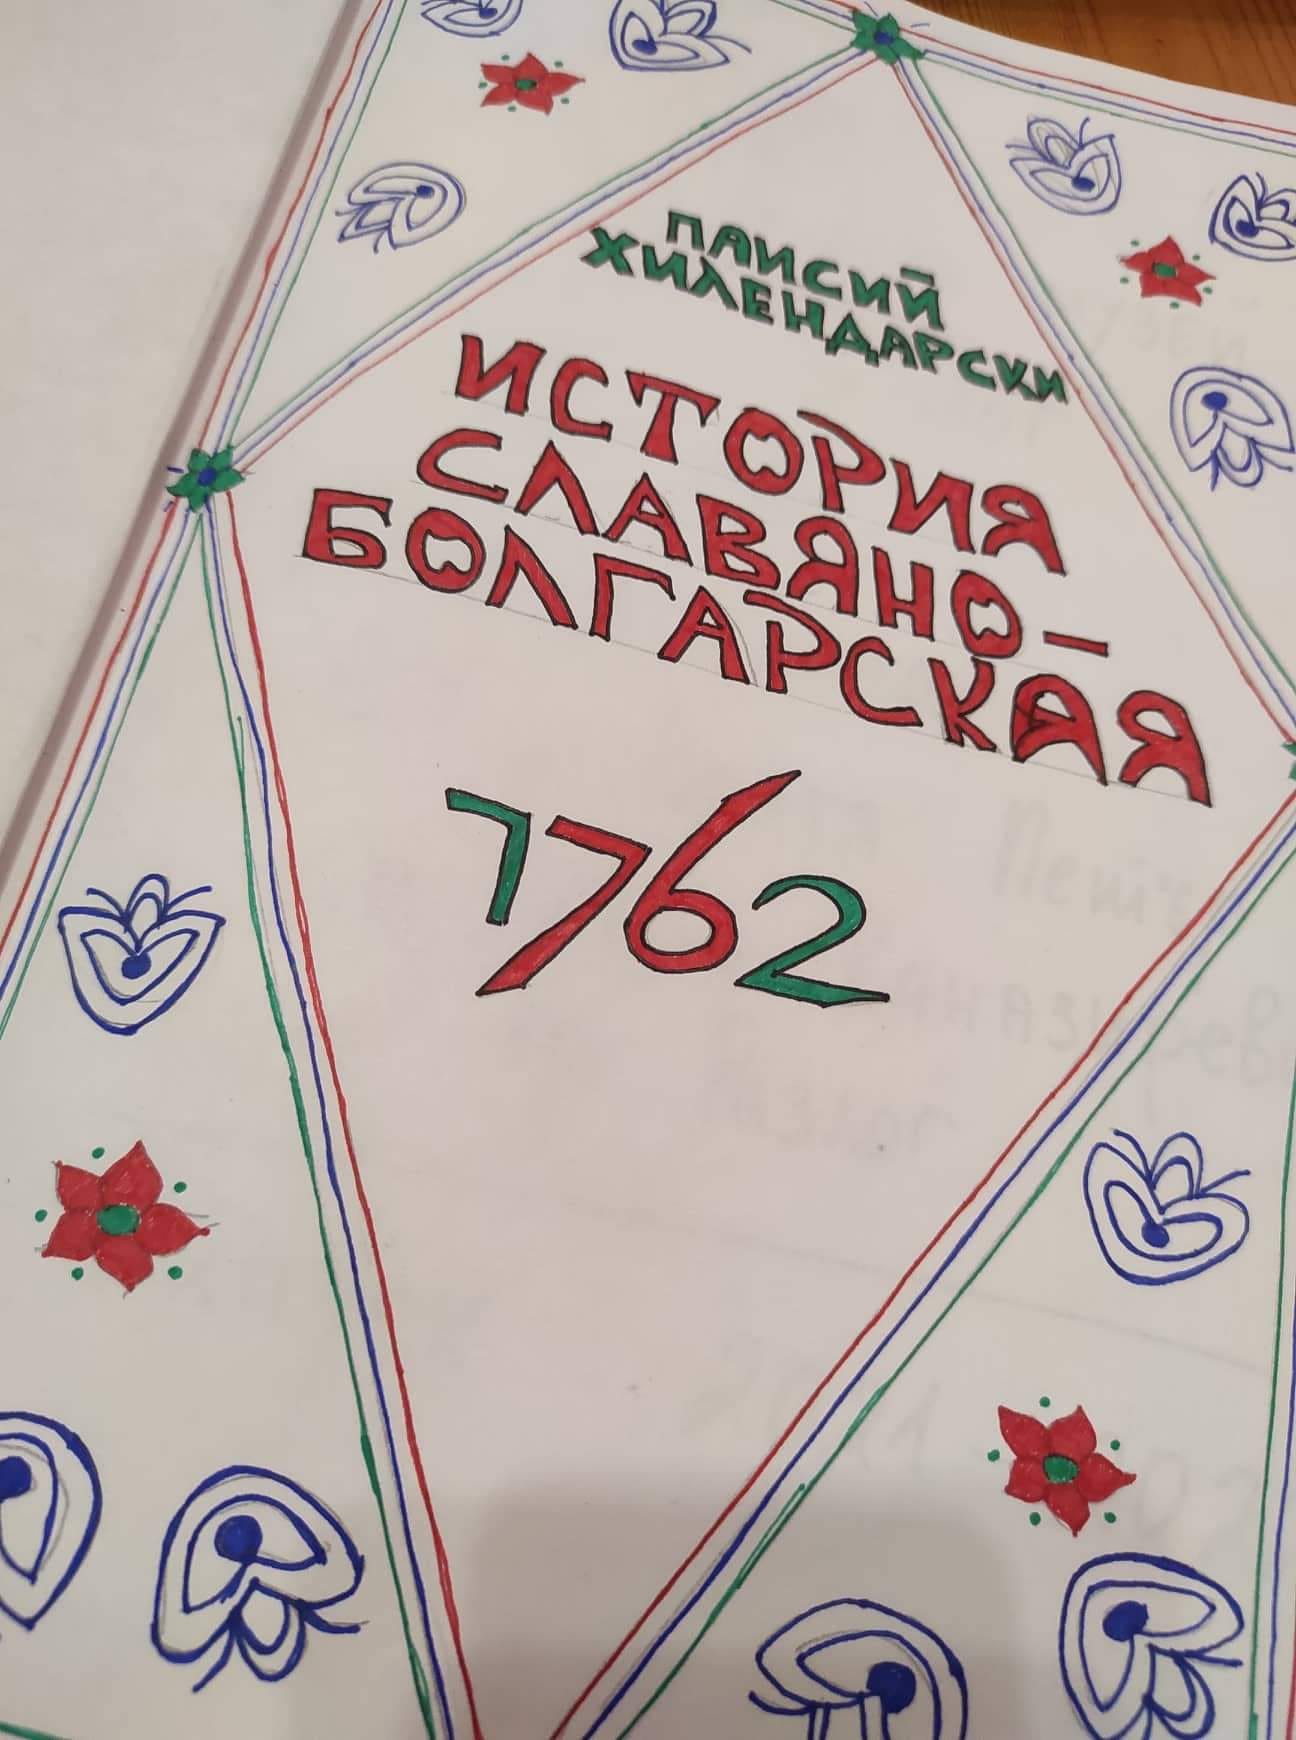 ПАИСИЙ
ХИЛЕНДАРСКИ
ИСТОРИЯ
СЛАВЯНО-
БОЛГАРСКАЯ
1762